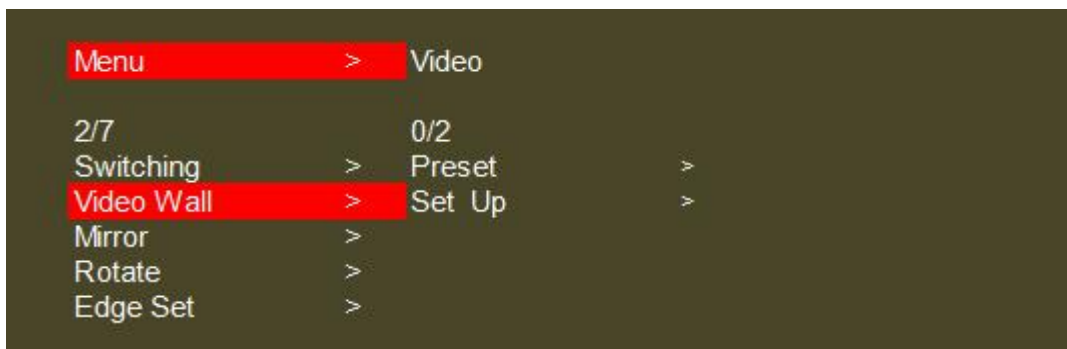 Menu > Video
2/7 0/2
Switching > Preset >
Video Wall > Set Up >
Mirror >
Rotate >
Edge Set >